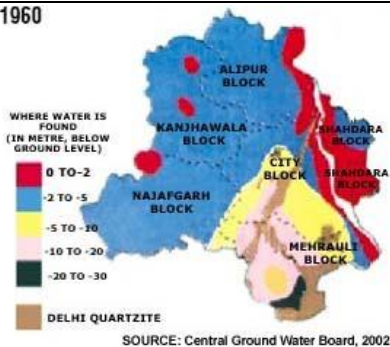 1960
ALIPUR
BLOCK
KANJHAWALA
BLOCK
SHAHDARA
BLOCK
CITY
BLOCK
SHAHDARA
BLOCK
NAJAFGARH
BLOCK
MEHRAULI
BLOCK
WHERE WATER IS
FOUND
(IN METRE, BELOW
GROUND LEVEL)
0 TO-2
-2 TO -5
-5 TO -10
-10 TO -20
-20 TO -30
DELHI QUARTZITE
SOURCE: Central Ground Water Board, 2002